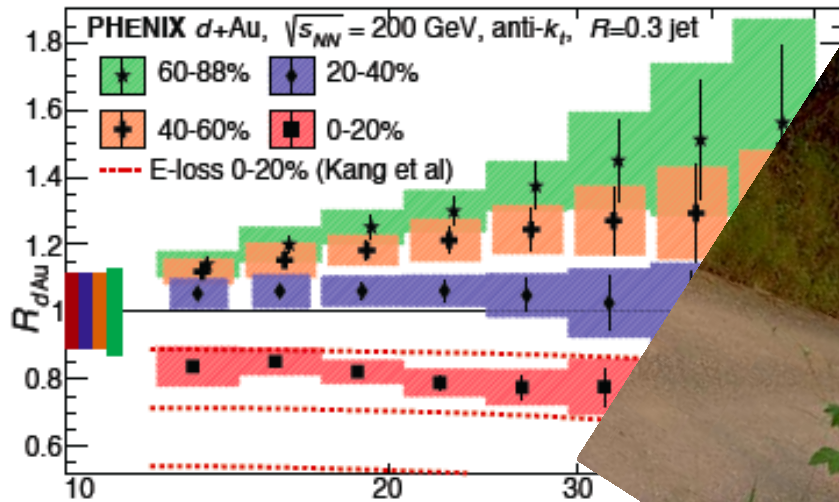 PHENIX d+Au, √sNN = 200 GeV, anti-kt, R=0.3 jet
60-88% 20-40%
40-60% 0-20%
E-loss 0-20% (Kang et al)
RdAu
1.8
1.6
1.4
1.2
1
0.8
0.6
10 20 30